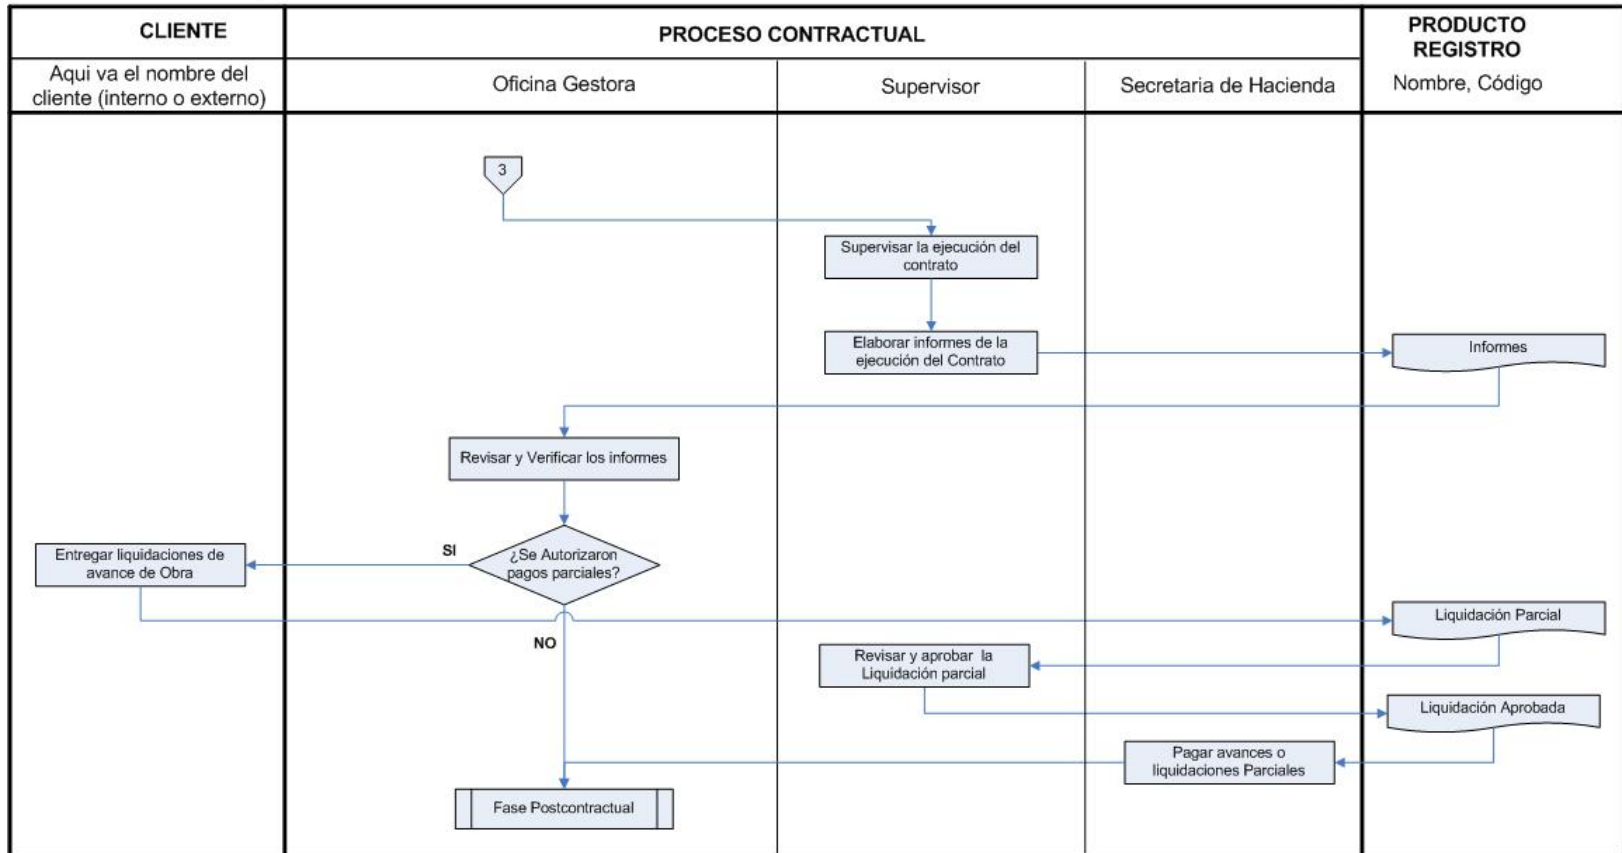 CLIENTE
PROCESO CONTRACTUAL
PRODUCTO
REGISTRO
Aqui va el nombre del
cliente (interno o externo)
Oficina Gestora
Supervisor
Secretaria de Hacienda
Nombre, Código
3
Supervisar la ejecución del
contrato
Elaborar informes de la
ejecución del Contrato
Informes
Revisar y Verificar los informes
¿Se Autorizaron
pagos parciales?
SI
Entregar liquidaciones de
avance de Obra
NO
Liquidación Parcial
Revisar y aprobar la
Liquidación parcial
Liquidación Aprobada
Pagar avances o
liquidaciones Parciales
Fase Postcontractual